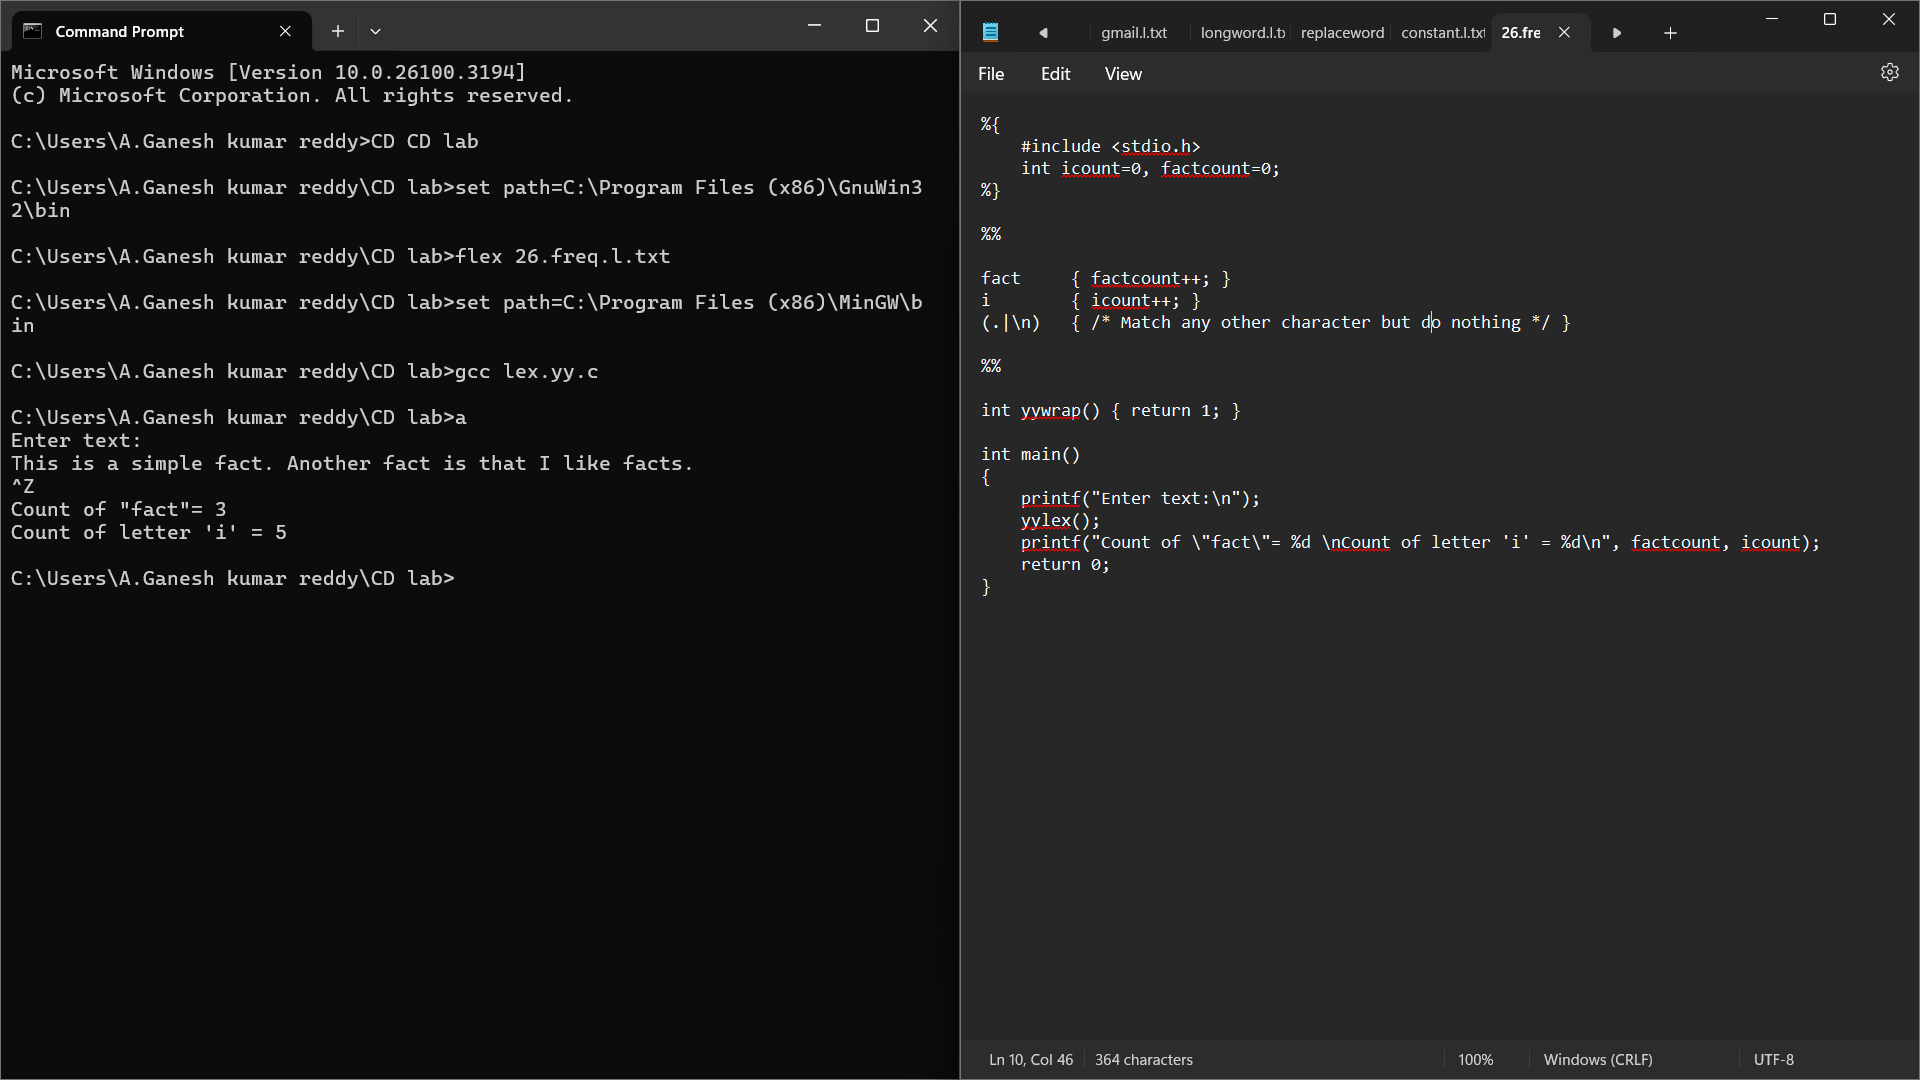 Command Prompt
Microsoft Windows [Version 10.0.26100.3194]
(c) Microsoft Corporation. All rights reserved.
C:\Users\A.Ganesh kumar reddy>CD CD lab
C:\Users\A.Ganesh kumar reddy\CD lab>set path=C:\Program Files (x86)\GnuWin3
2\bin
C:\Users\A.Ganesh kumar reddy\CD lab>flex 26.freq.l.txt
C:\Users\A.Ganesh kumar reddy\CD lab>set path=C:\Program Files (x86)\MinGW\b
in
C:\Users\A.Ganesh kumar reddy\CD lab>gcc lex.yy.c
C:\Users\A.Ganesh kumar reddy\CD lab>a
Enter text:
This is a simple fact. Another fact is that I like facts.
^Z
Count of "fact"= 3
Count of letter 'i' = 5
C:\Users\A.Ganesh kumar reddy\CD lab>
gmail.l.txt longword.l.tx replaceword constant.l.txt 26.fre
File Edit View
%{
    #include <stdio.h>
    int icount=0, factcount=0;
%}
%%
fact     { factcount++; }
i        { icount++; }
(.|\n)   { /* Match any other character but do nothing */ }
%%
int yywrap() { return 1; }
int main()
{
    printf("Enter text:\n");
    yylex();
    printf("Count of \"fact\"= %d \nCount of letter 'i' = %d\n", factcount, icount);
    return 0;
}
Ln 10, Col 46 364 characters 100% Windows (CRLF) UTF-8